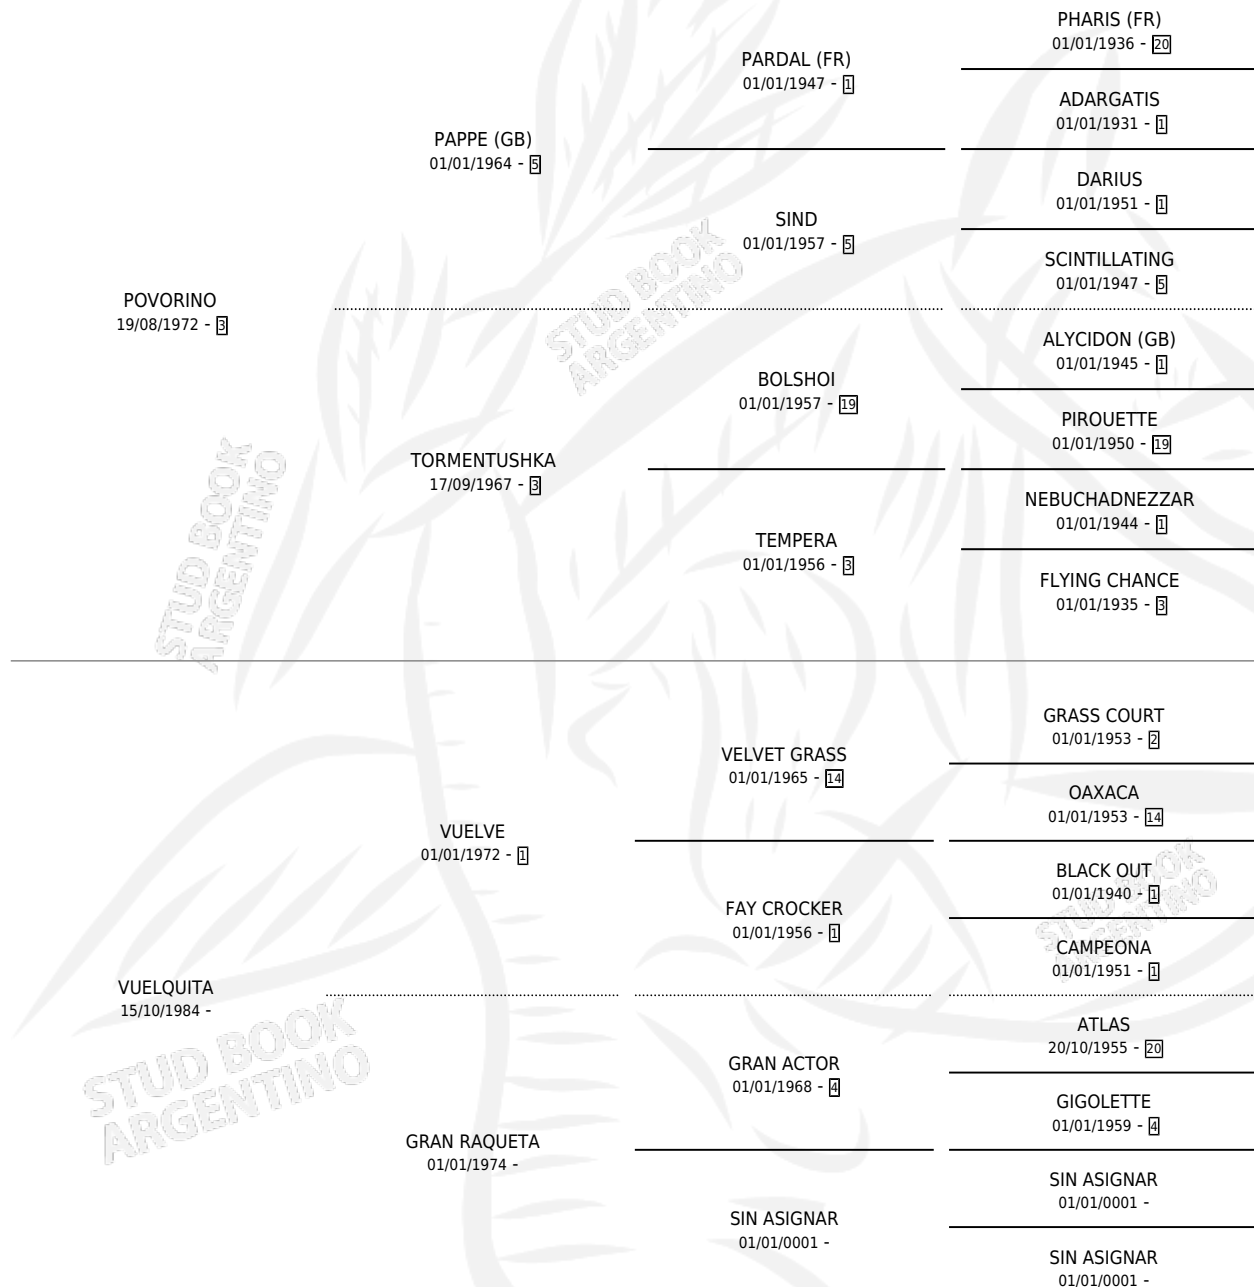 PHARIS (FR)
01/01/1936 - 20
PARDAL (FR)
01/01/1947 - 1
ADARGATIS
01/01/1931 - 1
PAPPE (GB)
01/01/1964 - 5
DARIUS
01/01/1951 - 1
SIND
01/01/1957 - 5
SCINTILLATING
01/01/1947 - 5
STUD BOOK
ARGENTINO
POVORINO
19/08/1972 - 3
ALYCIDON (GB)
01/01/1945 - 1
BOLSHOI
01/01/1957 - 19
PIROUETTE
01/01/1950 - 19
TORMENTUSHKA
17/09/1967 - 3
NEBUCHADNEZZAR
01/01/1944 - 1
TEMPERA
01/01/1956 - 3
FLYING CHANCE
01/01/1935 - 3
STUD BOOK
ARGENTINO
GRASS COURT
01/01/1953 - 2
VELVET GRASS
01/01/1965 - 14
OAXACA
01/01/1953 - 14
VUELVE
01/01/1972 - 1
BLACK OUT
01/01/1940 - 1
FAY CROCKER
01/01/1956 - 1
CAMPEONA
01/01/1951 - 1
STUD BOOK
ARGENTINO
VUELQUITA
15/10/1984 -
ATLAS
20/10/1955 - 20
GRAN ACTOR
01/01/1968 - 4
GIGOLETTE
01/01/1959 - 4
STUD BOOK
ARGENTINO
GRAN RAQUETA
01/01/1974 -
SIN ASIGNAR
01/01/0001 -
SIN ASIGNAR
01/01/0001 -
SIN ASIGNAR
01/01/0001 -